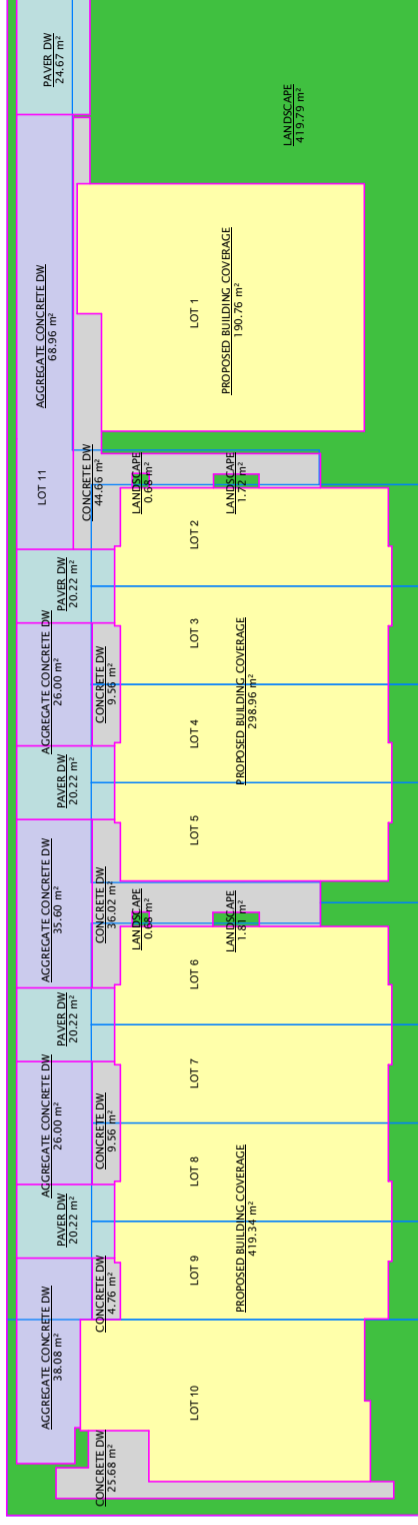 PAVER DW
24.67 m²
LANDSCAPE
419.79 m²
AGGREGATE CONCRETE DW
68.96 m²
LOT 1
PROPOSED BUILDING COVERAGE
190.76 m²
LOT 11
CONCRETE DW
44.66 m²
LANDSCAPE
0.68 m²
LANDSCAPE
1.72 m²
LOT 2
PAVER DW
20.22 m²
LOT 3
AGGREGATE CONCRETE DW
26.00 m²
CONCRETE DW
9.56 m²
PROPOSED BUILDING COVERAGE
298.96 m²
LOT 4
PAVER DW
20.22 m²
LOT 5
AGGREGATE CONCRETE DW
35.60 m²
CONCRETE DW
36.02 m²
LANDSCAPE
0.68 m²
LANDSCAPE
1.81 m²
LOT 6
PAVER DW
20.22 m²
LOT 7
AGGREGATE CONCRETE DW
26.00 m²
CONCRETE DW
9.56 m²
LOT 8
PROPOSED BUILDING COVERAGE
419.34 m²
PAVER DW
20.22 m²
LOT 9
CONCRETE DW
4.76 m²
AGGREGATE CONCRETE DW
38.08 m²
LOT 10
CONCRETE DW
25.68 m²